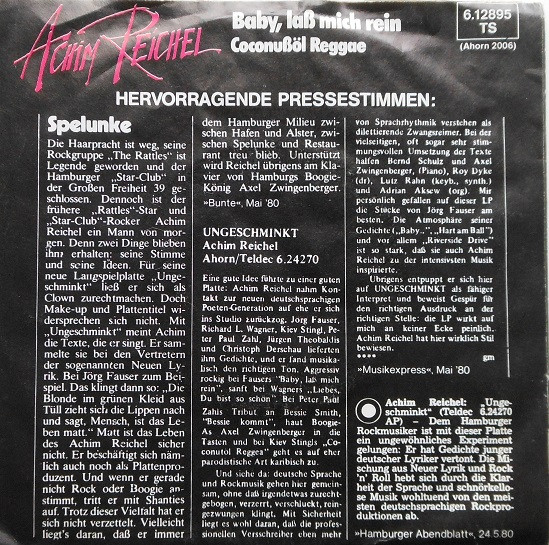 Achim Reichel
Baby, laß mich rein
Coconußöl Reggae
6.12895
TS
(Ahorn 2006)
HERVORRAGENDE PRESSESTIMMEN:
Spelunke
Die Haarpracht ist weg, seine
Rockgruppe „The Rattles" ist
Legende geworden und der
Hamburger „Star-Club" in
der Großen Freiheit 39 ge-
schlossen. Dennoch ist der
frühere „Rattles"-Star und
„Star-Club"-Rocker Achim
Reichel ein Mann von mor-
gen. Denn zwei Dinge blieben
ihm erhalten: seine Stimme
und seine Ideen. Für seine
neue Langspielplatte „Unge-
schminkt" ließ er sich als
Clown zurechtmachen. Doch
Make-up und Plattentitel wi-
dersprechen sich nicht. Mit
„Ungeschminkt" meint Achim
die Texte, die er singt. Er sam-
melte sie bei den Vertretern
der sogenannten Neuen Ly-
rik. Bei Jörg Fauser zum Bei-
spiel. Das klingt dann so: „Die
Blonde im grünen Kleid aus
Tüll zieht sich die Lippen nach
und sagt, Mensch, ist das Le-
ben matt." Matt ist das Leben
des Achim Reichel sicher
nicht. Er beschäftigt sich näm-
lich auch noch als Plattenpro-
duzent. Und wenn er gerade
nicht Rock oder Boogie an-
stimmt, tritt er mit Shanties
auf. Trotz dieser Vielfalt hat er
sich nicht verzettelt. Vielleicht
liegt's daran, daß er immer
dem Hamburger Milieu zwi-
schen Hafen und Alster, zwi-
schen Spelunke und Restau-
rant treu blieb. Unterstützt
wird Reichel übrigens am Kla-
vier von Hamburgs Boogie-
König Axel Zwingenberger.
»Bunte«, Mai '80
UNGESCHMINKT
Achim Reichel
Ahorn/Teldec 6.24270
Eine gute Idee führte zu einer guten
Platte: Achim Reichel nahm Kon-
takt zur neuen deutschsprachigen
Poeten-Generation auf ehe er sich
ins Studio zurückzog. Jörg Fauser,
Richard L. Wagner, Kiev Stingl, Pe-
ter Paul Zahl, Jürgen Theobaldis
und Christoph Derschau lieferten
ihm Gedichte, und er fand musika-
lisch den richtigen Ton. Aggressiv
rockig bei Fausers "Baby, laß mich
rein", sanft bei Wagners „Liebes,
Du bist so schön". Bei Peter Paul
Zahls Tribut an Bessie Smith,
"Bessie kommt", haut Boogie-
As Axel Zwingenberger in die
Tasten und bei Kiev Stingls „Co-
conutol Reggea" geht es auf eher
parodistische Art karibisch zu.
Und siehe da: deutsche Sprache
und Rockmusik gehen hier gemein-
sam, ohne daß irgendetwas zurecht-
gebogen, verzerrt, verschluckt, rein-
gezwungen klingt. Mit Sicherheit
liegt es wohl daran, daß die profes-
sionellen Versschreiber eben mehr
von Sprachrhythmik verstehen als
dilettierende Zwangsreimer. Bei der
vielseitigen, oft sogar sehr stim-
mungsvollen Umsetzung der Texte
halfen Bernd Schulz und Axel
Zwingenberger, (Piano), Roy Dyke
(dr), Lutz Rahn (keyb., synth.)
und Adrian Askew (org). Mir
persönlich gefallen auf dieser LP
die Stücke von Jörg Fauser am
besten. Die Atmosphäre seiner
Gedichte („Baby..", „Hart am Ball")
und vor allem „Riverside Drive"
ist so stark, daß sie auch Achim
Reichel zu der intensivsten Musik
inspirierte.
Übrigens entpuppt er sich hier
auf UNGESCHMINKT als fähiger
Interpret und beweist Gespür für
den richtigen Ausdruck an der
richtigen Stelle: die LP wirkt auf
mich an keiner Ecke peinlich.
Achim Reichel hat hier wirklich Stil
bewiesen.
**** gm
»Musikexpress«, Mai '80
Achim Reichel: „Unge-
schminkt" (Teldec 6.24270
AP) – Dem Hamburger
Rockmusiker ist mit dieser Platte
ein ungewöhnliches Experiment
gelungen: Er hat Gedichte junger
deutscher Lyriker vertont. Die Mi-
schung aus Neuer Lyrik und Rock
'n' Roll hebt sich durch die Klar-
heit der Sprache und schnörkello-
se Musik wohltuend von den mei-
sten deutschsprachigen Rockpro-
duktionen ab.
»Hamburger Abendblatt«, 24.5.80